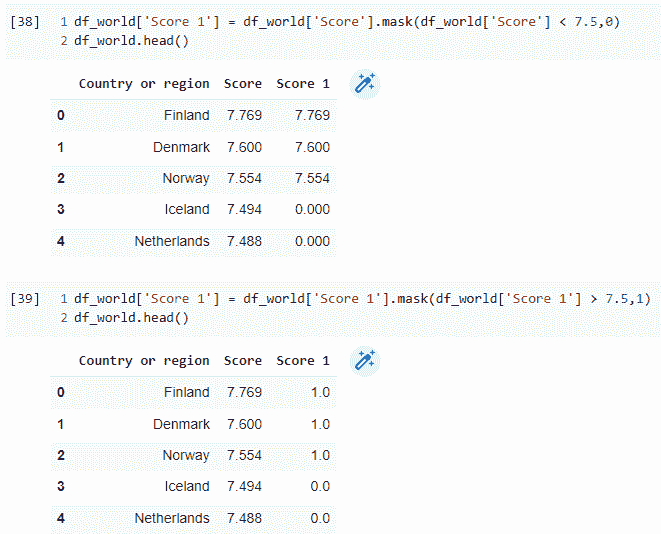 [38] 1 df_world['Score 1'] = df_world['Score'].mask(df_world['Score'] < 7.5,0)
2 df_world.head()
Country or region Score Score 1
0 Finland 7.769 7.769
1 Denmark 7.600 7.600
2 Norway 7.554 7.554
3 Iceland 7.494 0.000
4 Netherlands 7.488 0.000
[39] 1 df_world['Score 1'] = df_world['Score 1'].mask(df_world['Score 1'] > 7.5,1)
2 df_world.head()
Country or region Score Score 1
0 Finland 7.769 1.0
1 Denmark 7.600 1.0
2 Norway 7.554 1.0
3 Iceland 7.494 0.0
4 Netherlands 7.488 0.0